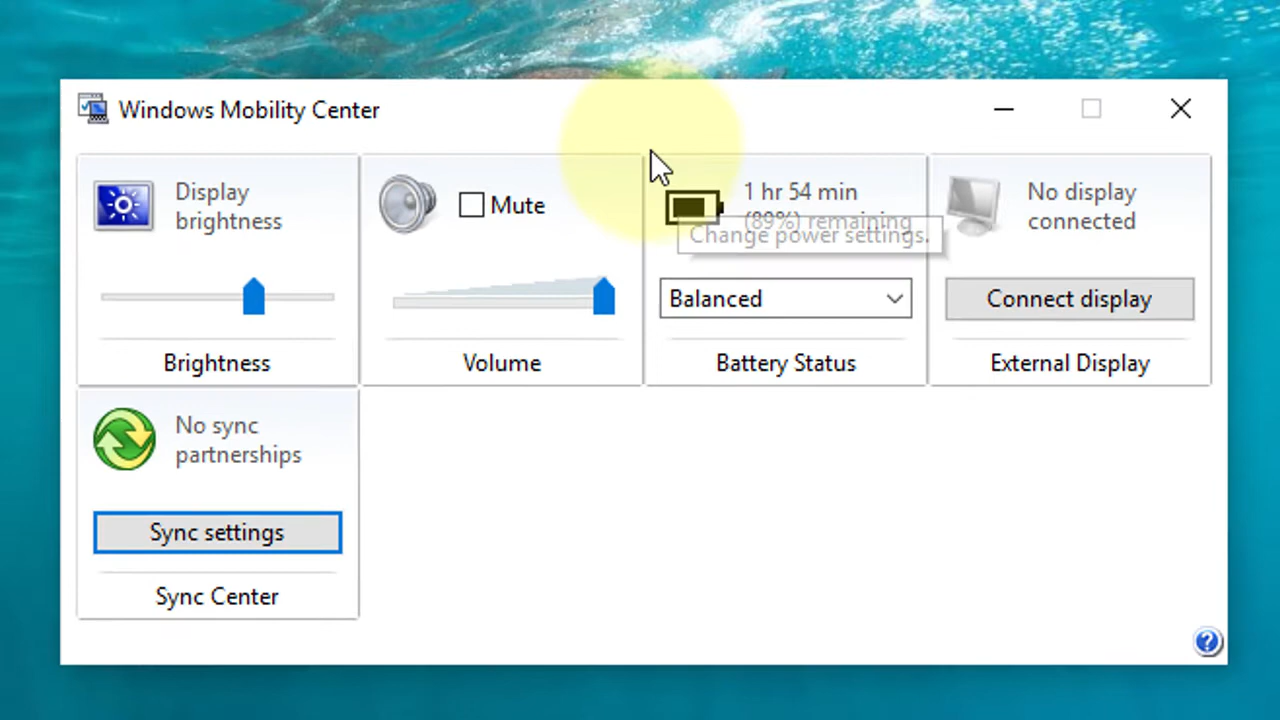 Windows Mobility Center
Display
brightness
Brightness
Mute
Volume
1 hr 54 min
(89%) remaining
Change power settings.
Balanced
Battery Status
No display
connected
Connect display
External Display
No sync
partnerships
Sync settings
Sync Center
?